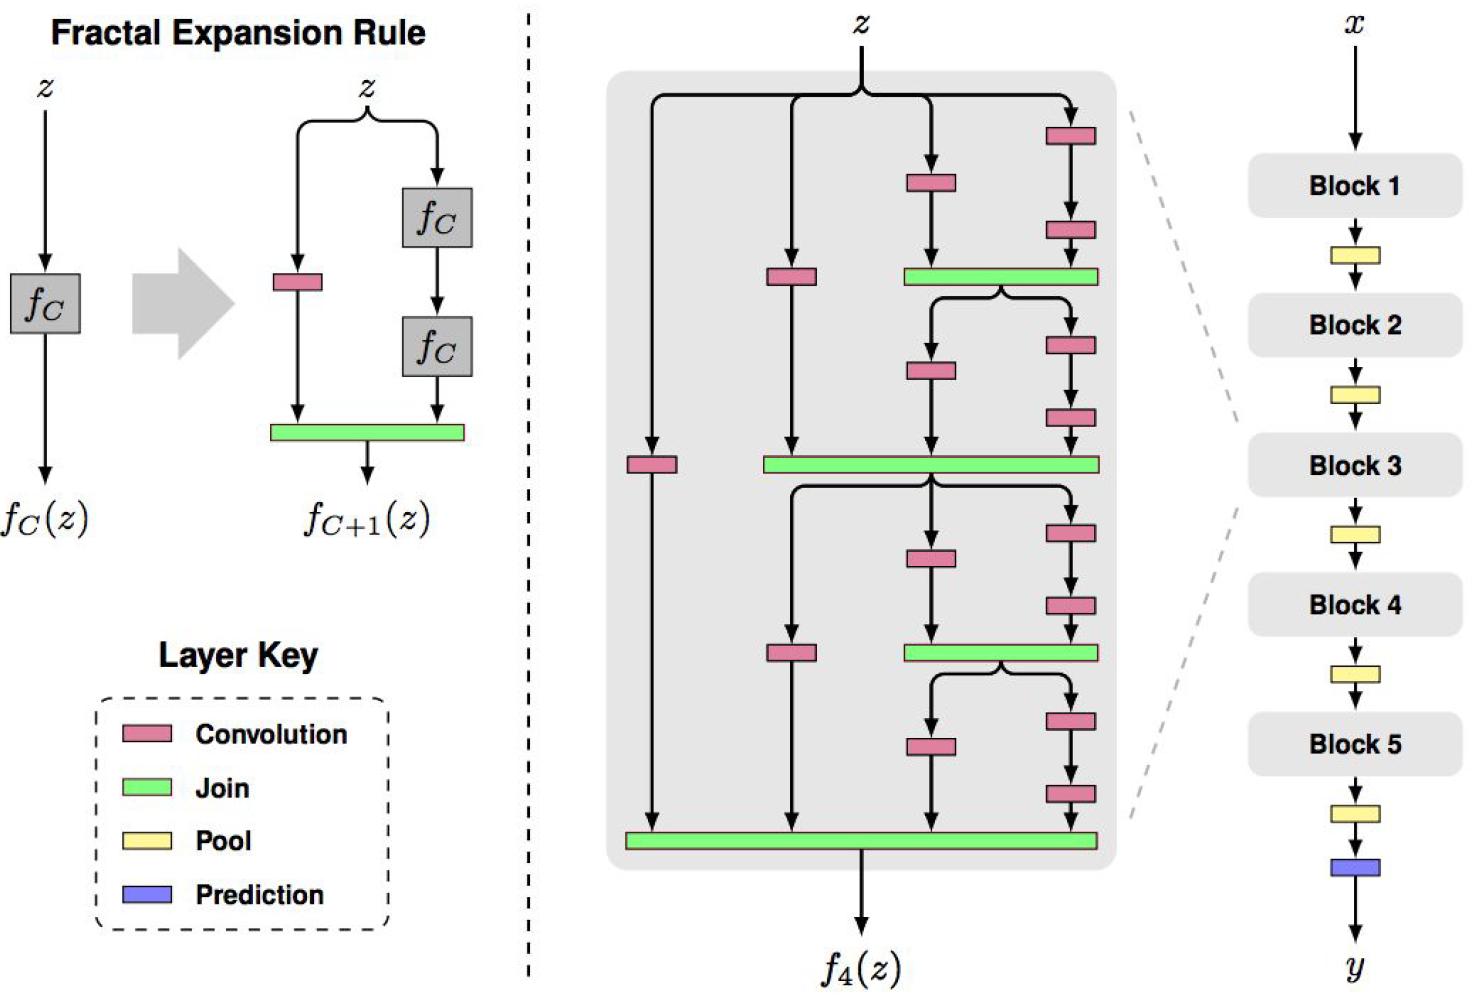 Fractal Expansion Rule
z
f_C
f_C(z)
z
f_C
f_C
f_{C+1}(z)
Layer Key
Convolution
Join
Pool
Prediction
z
f_4(z)
x
Block 1
Block 2
Block 3
Block 4
Block 5
y